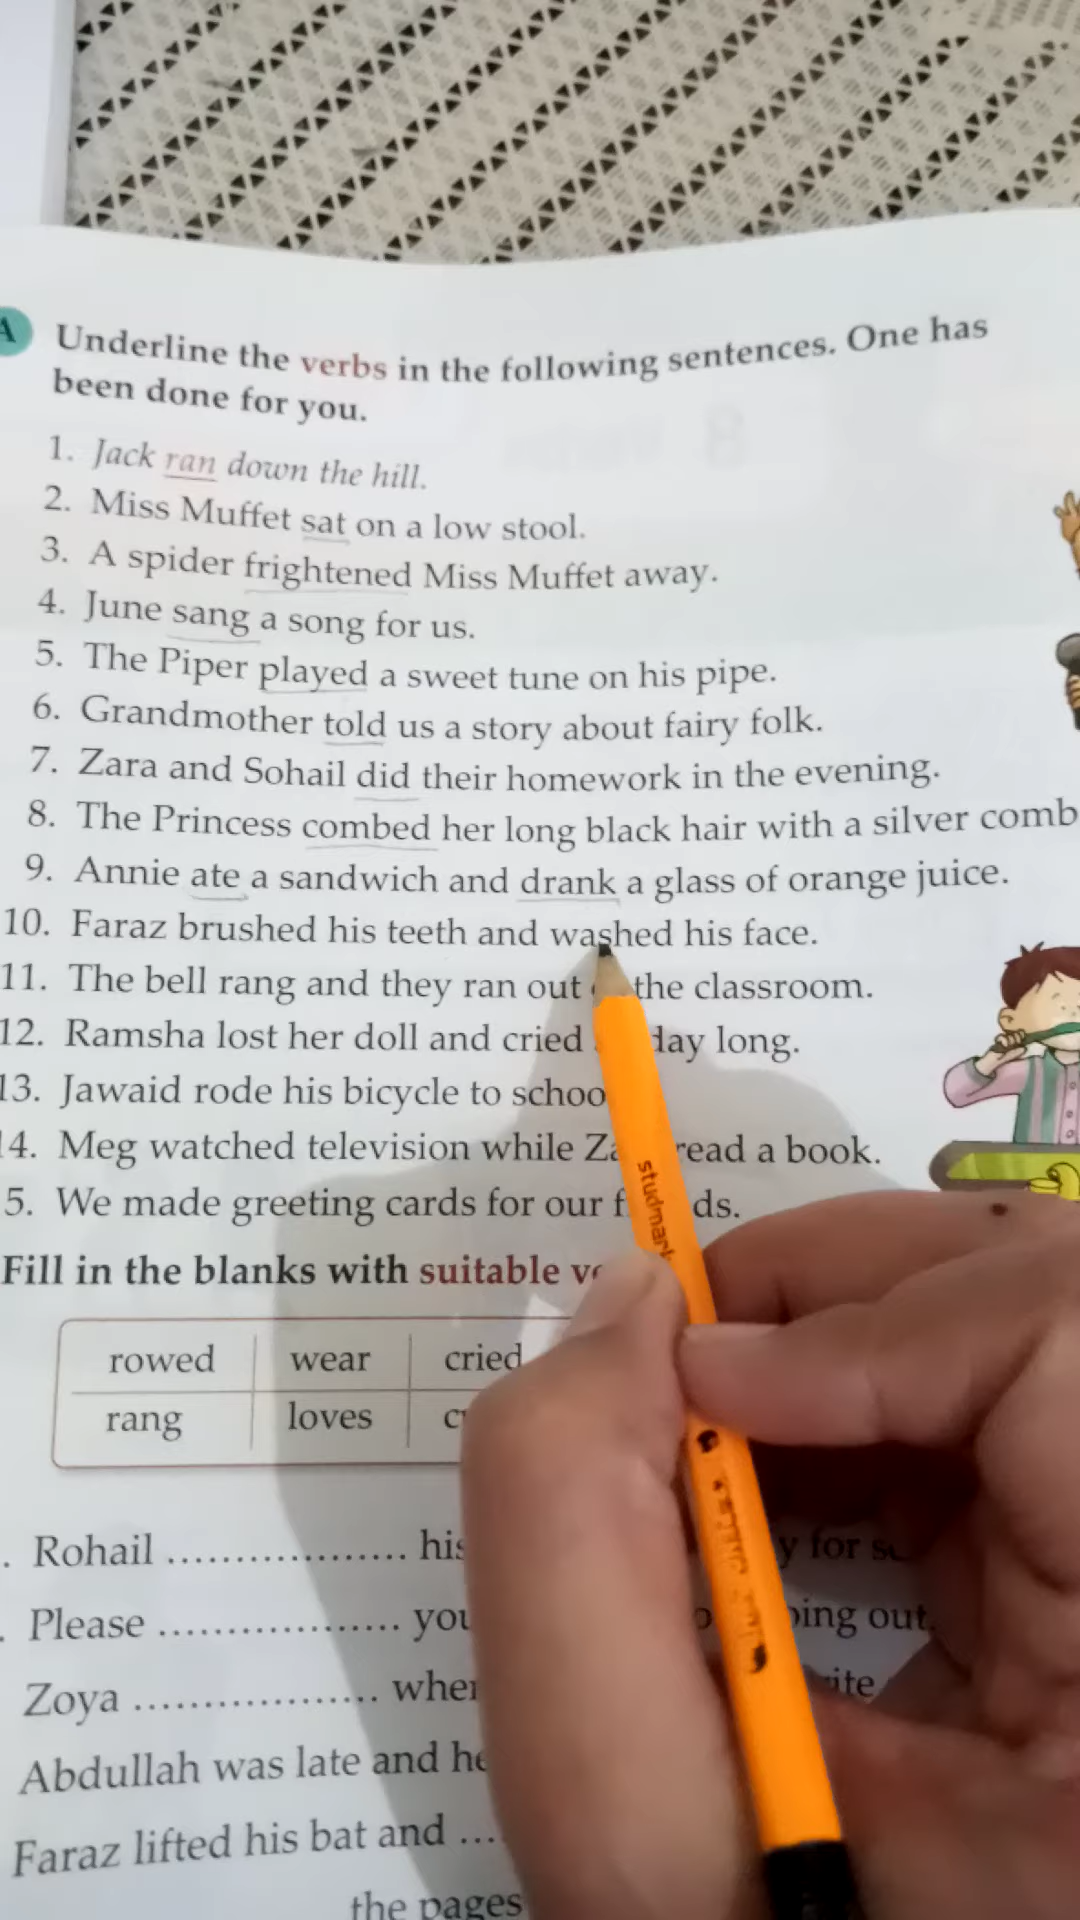 A Underline the verbs in the following sentences. One has
been done for you.
1. Jack ran down the hill.
2. Miss Muffet sat on a low stool.
3. A spider frightened Miss Muffet away.
4. June sang a song for us.
5. The Piper played a sweet tune on his pipe.
6. Grandmother told us a story about fairy folk.
7. Zara and Sohail did their homework in the evening.
8. The Princess combed her long black hair with a silver comb
9. Annie ate a sandwich and drank a glass of orange juice.
10. Faraz brushed his teeth and washed his face.
11. The bell rang and they ran out the classroom.
12. Ramsha lost her doll and cried day long.
13. Jawaid rode his bicycle to schoo
14. Meg watched television while read a book.
5. We made greeting cards for our
Fill in the blanks with suitable
rowed wear cried
rang loves
. Rohail .................. his for
. Please .................. you out.
Zoya .................. when
Abdullah was late and he
Faraz lifted his bat and ...
the pages
studmark